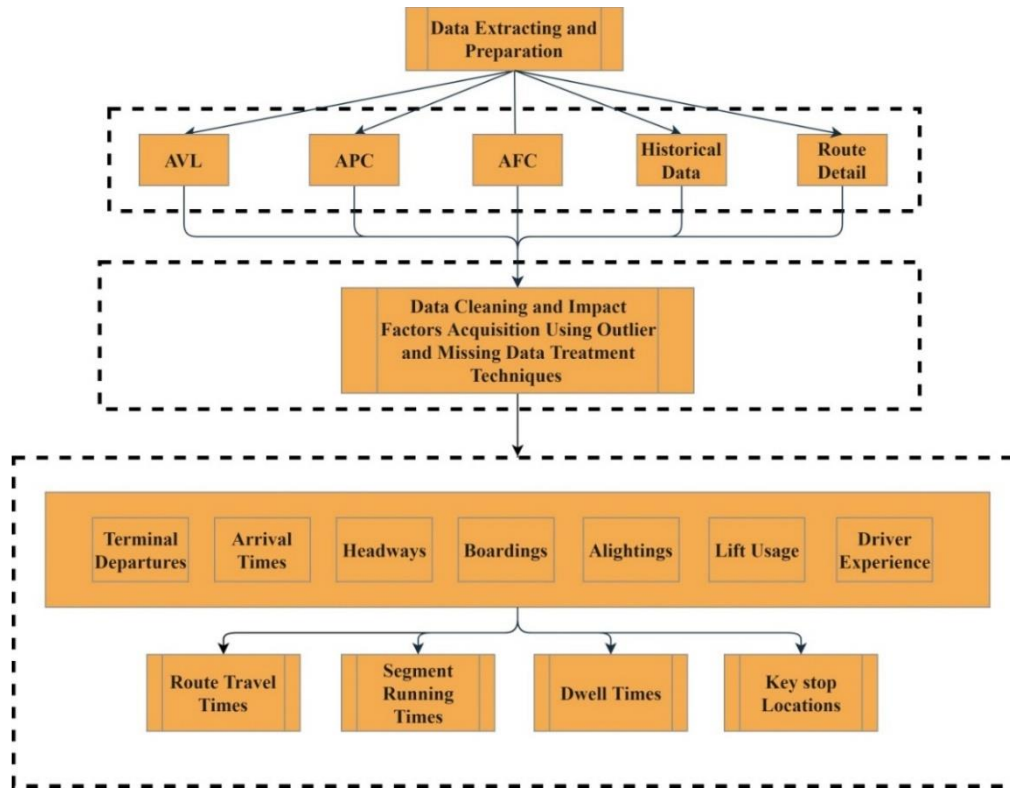 Data Extracting and
Preparation
AVL
APC
AFC
Historical
Data
Route
Detail
Data Cleaning and Impact
Factors Acquisition Using Outlier
and Missing Data Treatment
Techniques
Terminal
Departures
Arrival
Times
Headways
Boardings
Alightings
Lift Usage
Driver
Experience
Route Travel
Times
Segment
Running
Times
Dwell Times
Key stop
Locations